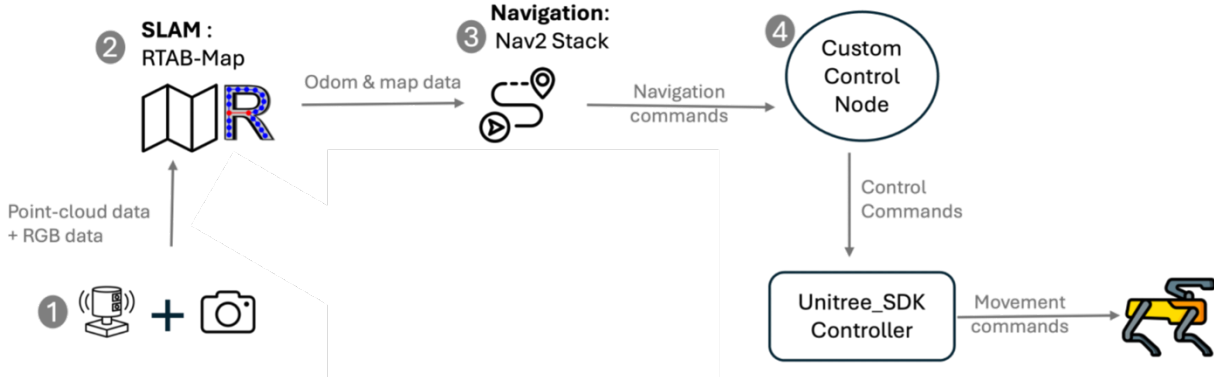 2
SLAM :
RTAB-Map
R
Odom & map data
3
Navigation:
Nav2 Stack
Navigation
commands
4
Custom
Control
Node
Point-cloud data
+ RGB data
Control
Commands
1
+
Unitree_SDK
Controller
Movement
commands